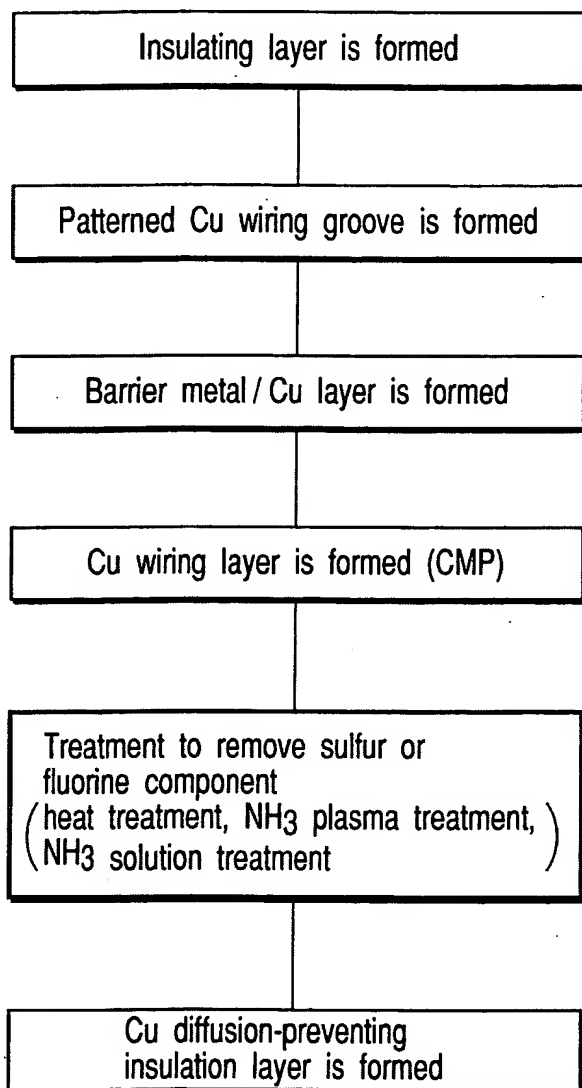 Insulating layer is formed
Patterned Cu wiring groove is formed
Barrier metal / Cu layer is formed
Cu wiring layer is formed (CMP)
Treatment to remove sulfur or
fluorine component
(heat treatment, NH3 plasma treatment,
NH3 solution treatment)
Cu diffusion-preventing
insulation layer is formed